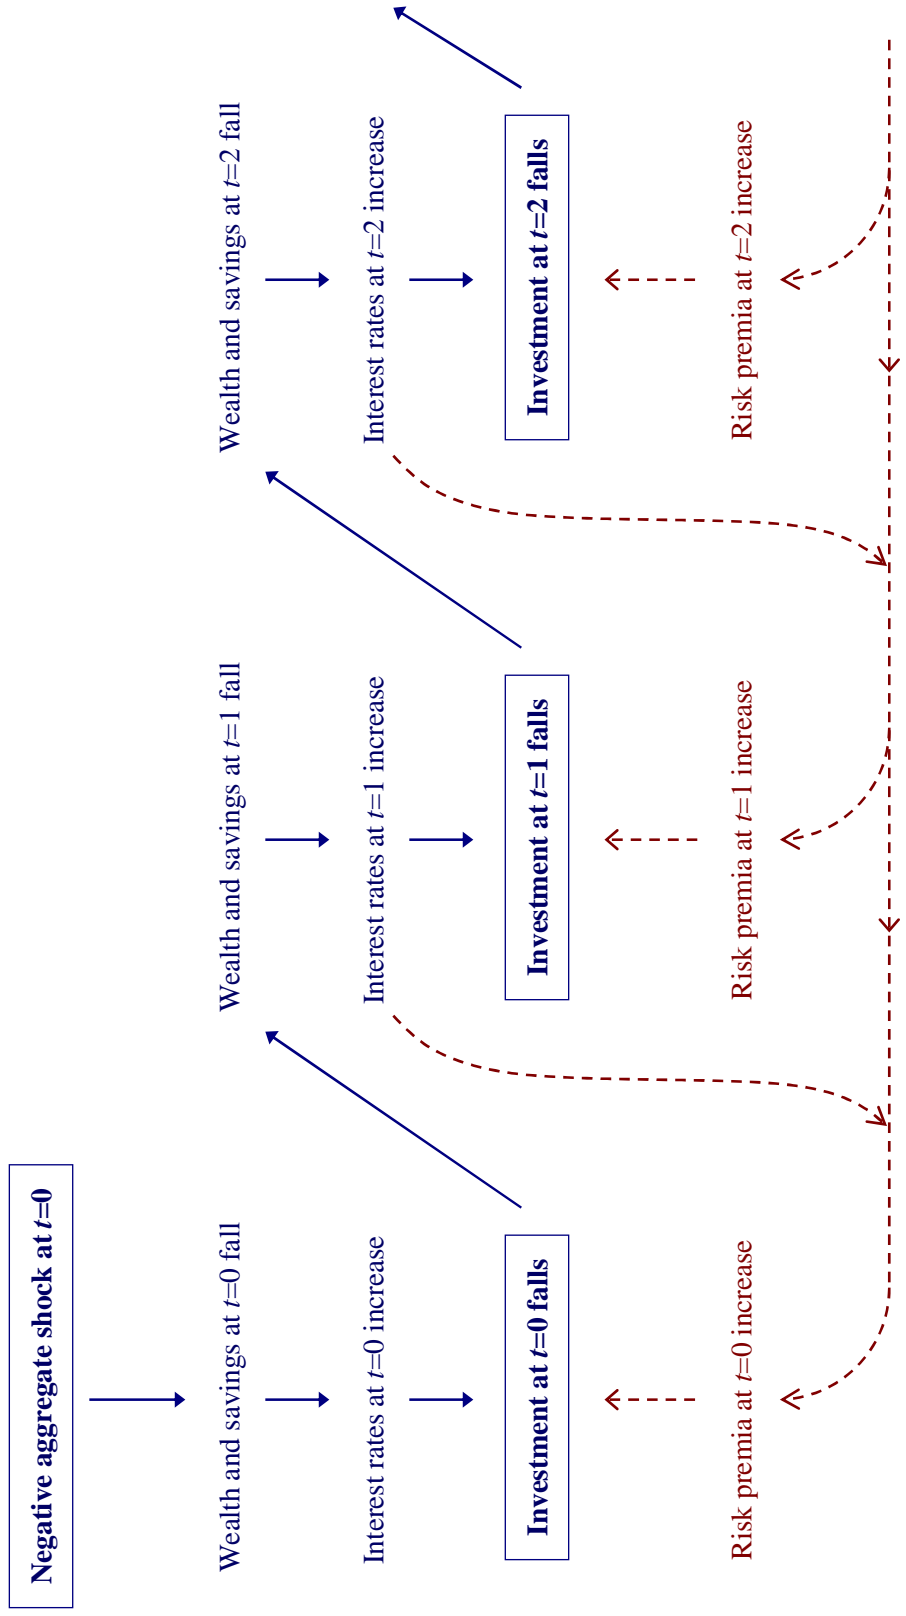 Negative aggregate shock at t=0
Wealth and savings at t=0 fall
Wealth and savings at t=1 fall
Wealth and savings at t=2 fall
Interest rates at t=0 increase
Interest rates at t=1 increase
Interest rates at t=2 increase
Investment at t=0 falls
Investment at t=1 falls
Investment at t=2 falls
Risk premia at t=0 increase
Risk premia at t=1 increase
Risk premia at t=2 increase